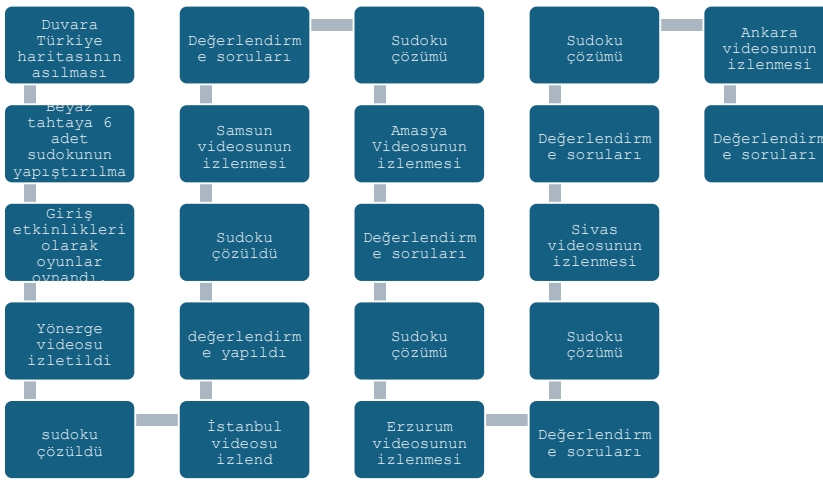 Duvara
Türkiye
haritasının
asılması
Beyaz
tahtaya 6
adet
sudokunun
yapıştırılma
Giriş
etkinlikleri
olarak
oyunlar
oynandı.
Yönerge
videosu
izletildi
sudoku
çözüldü
İstanbul
videosu
izlend
değerlendirm
e yapıldı
Sudoku
çözüldü
Samsun
videosunun
izlenmesi
Değerlendirm
e soruları
Sudoku
çözümü
Amasya
Videosunun
izlenmesi
Değerlendirm
e soruları
Sudoku
çözümü
Erzurum
videosunun
izlenmesi
Değerlendirm
e soruları
Sudoku
çözümü
Sivas
videosunun
izlenmesi
Değerlendirm
e soruları
Sudoku
çözümü
Ankara
videosunun
izlenmesi
Değerlendirm
e soruları